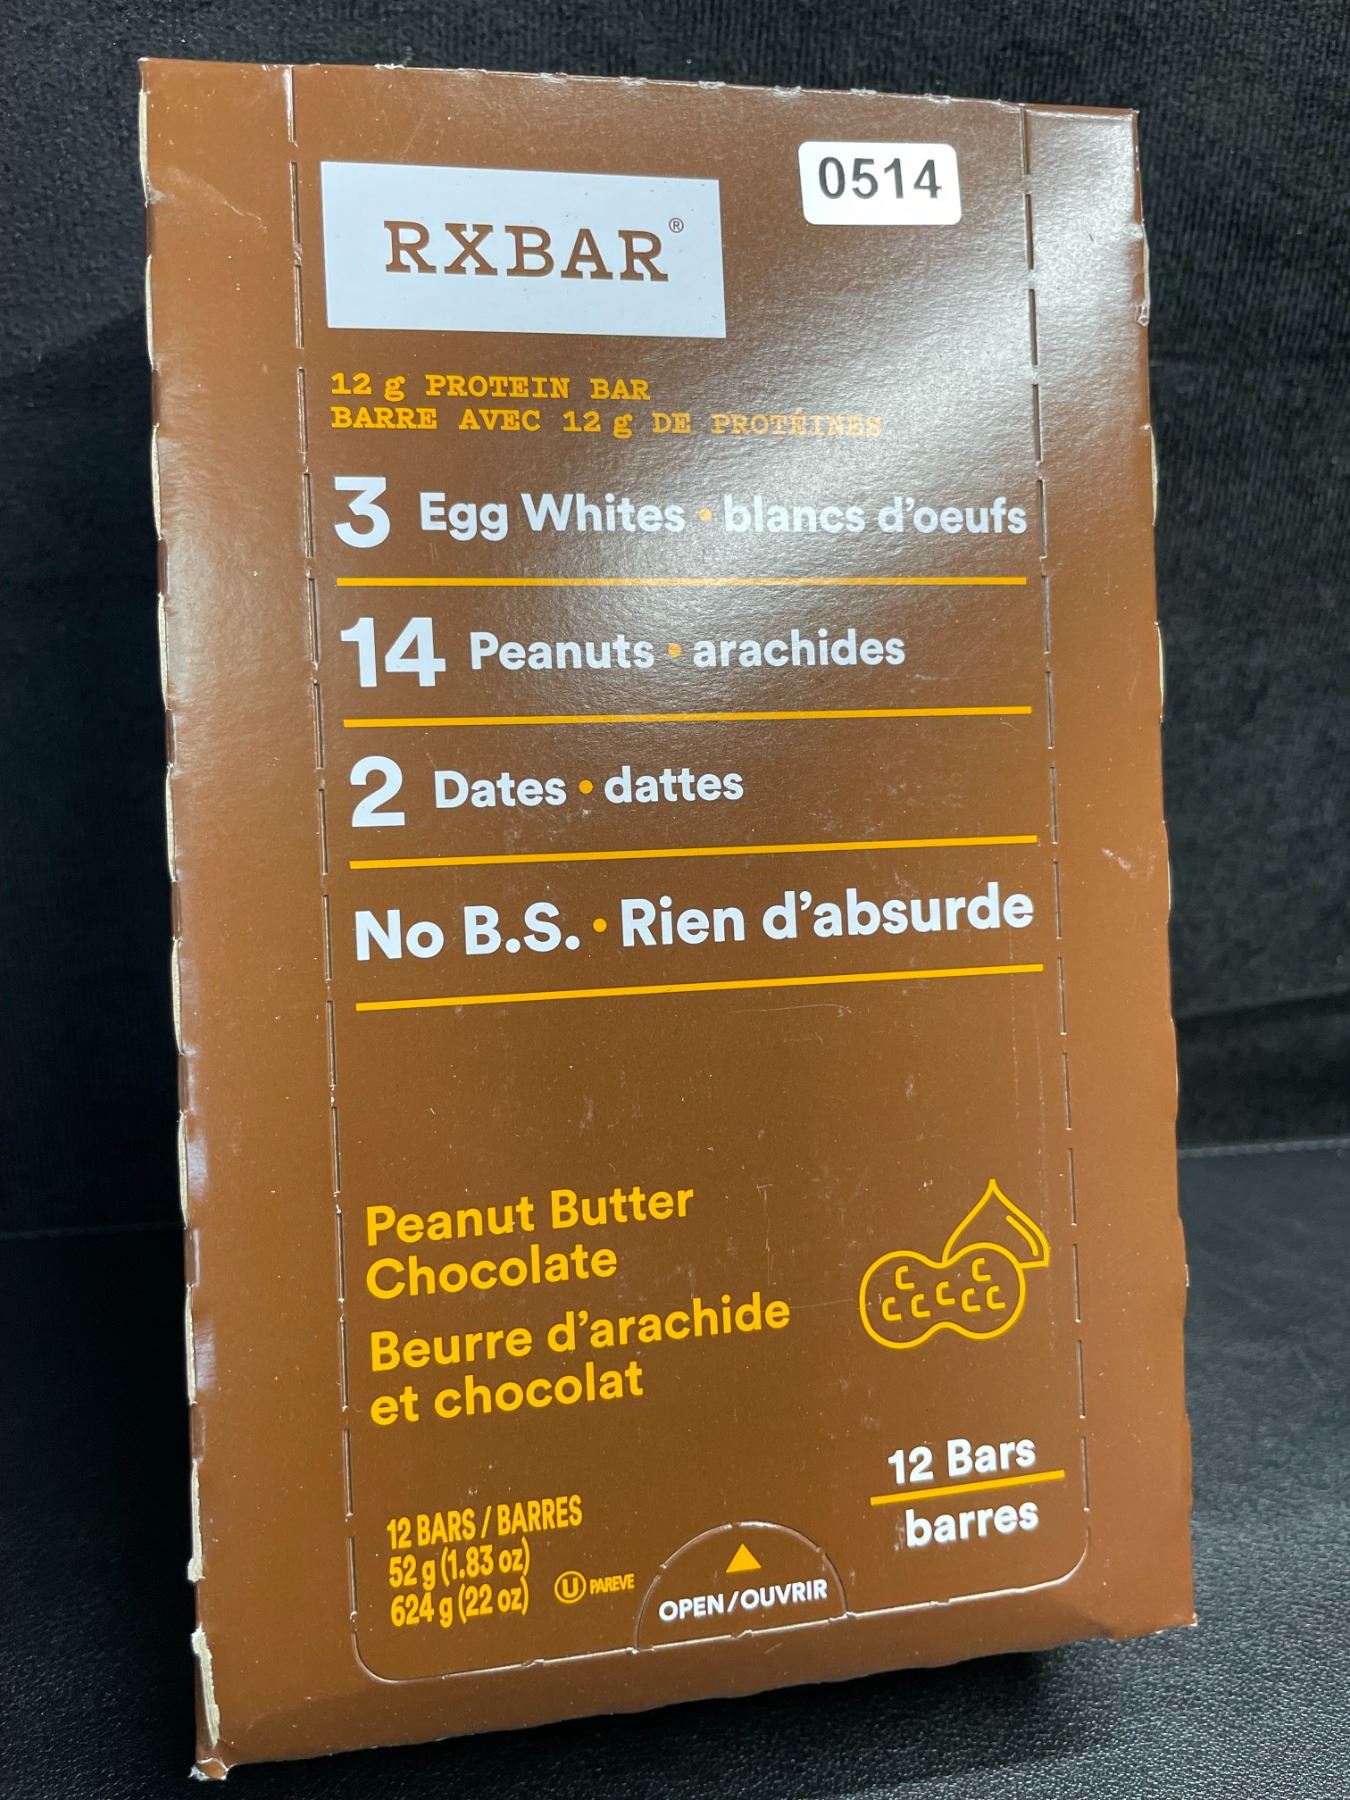 0514
RXBAR®
12 g PROTEIN BAR
BARRE AVEC 12 g DE PROTÉINES
3 Egg Whites • blancs d'oeufs
14 Peanuts • arachides
2 Dates • dattes
No B.S. • Rien d'absurde
Peanut Butter
Chocolate
Beurre d'arachide
et chocolat
12 Bars
barres
12 BARS / BARRES
52 g (1.83 oz)
624 g (22 oz)
U PAREVE
OPEN/OUVRIR